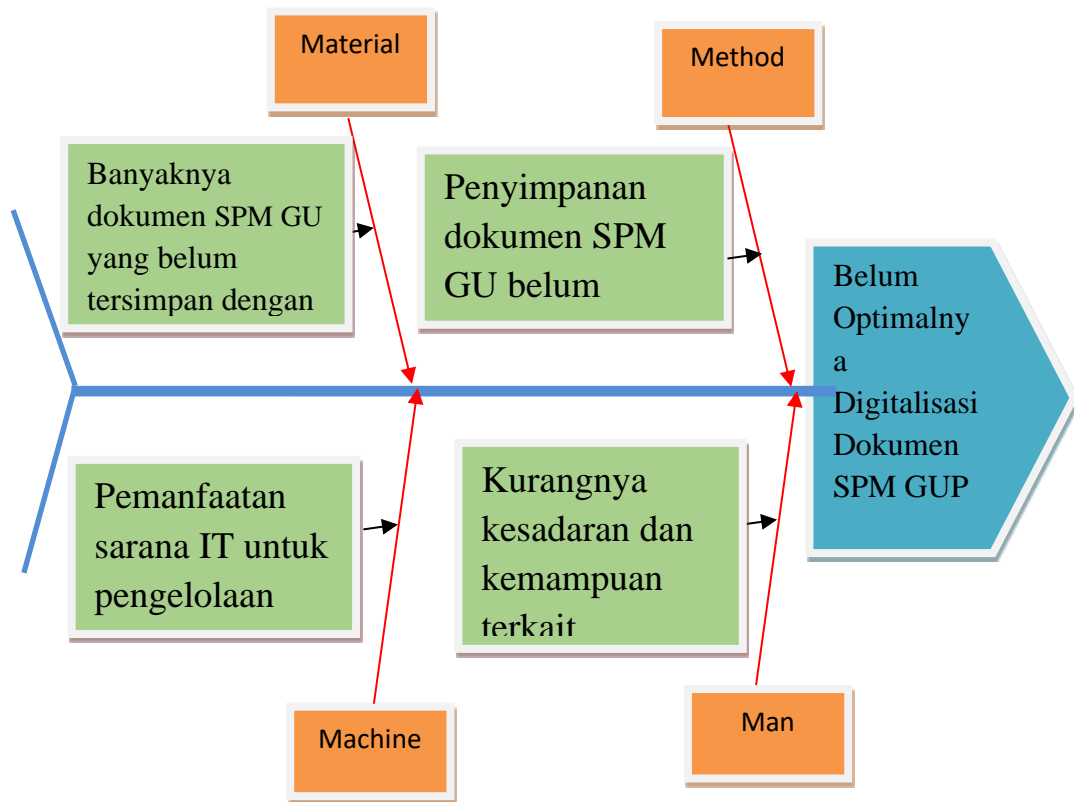 Material
Method
Banyaknya
dokumen SPM GU
yang belum
tersimpan dengan
Penyimpanan
dokumen SPM
GU belum
Belum
Optimalny
a
Digitalisasi
Dokumen
SPM GUP
Pemanfaatan
sarana IT untuk
pengelolaan
Kurangnya
kesadaran dan
kemampuan
terkait
Machine
Man